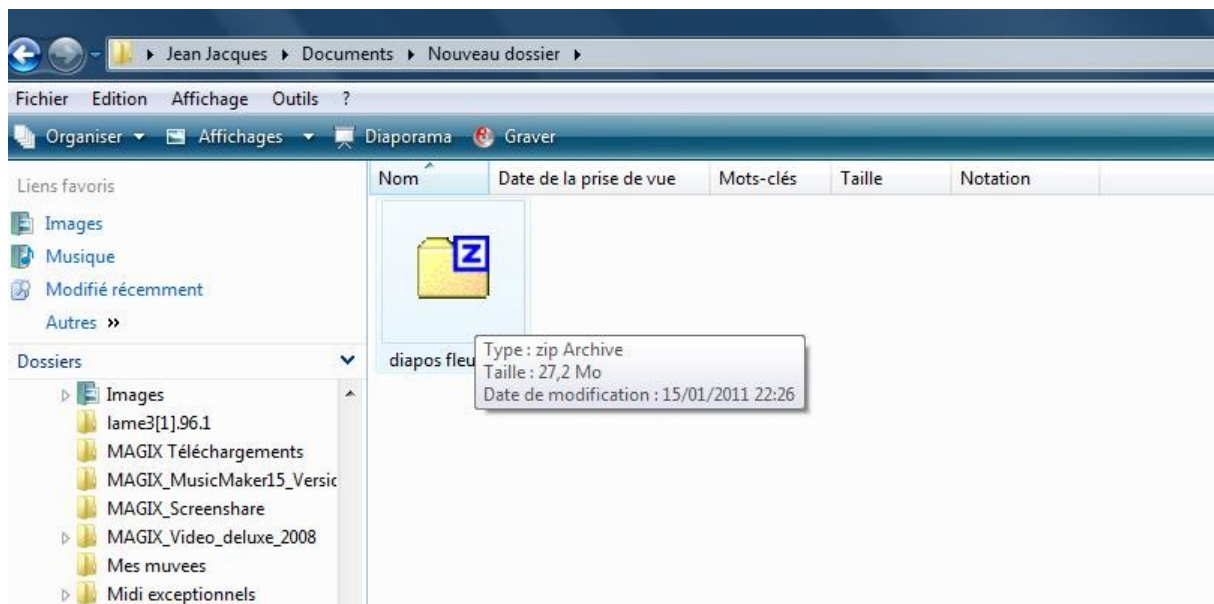 Jean Jacques Documents Nouveau dossier
Fichier Edition Affichage Outils ?
Organiser Affichages Diaporama Graver
Liens favoris
Images
Musique
Modifié récemment
Autres »
Dossiers
Images
lame3[1].96.1
MAGIX Téléchargements
MAGIX_MusicMaker15_Versic
MAGIX_Screenshare
MAGIX_Video_deluxe_2008
Mes muvees
Midi exceptionnels
Nom Date de la prise de vue Mots-clés Taille Notation
Z
diapos fleu
Type : zip Archive
Taille : 27,2 Mo
Date de modification : 15/01/2011 22:26